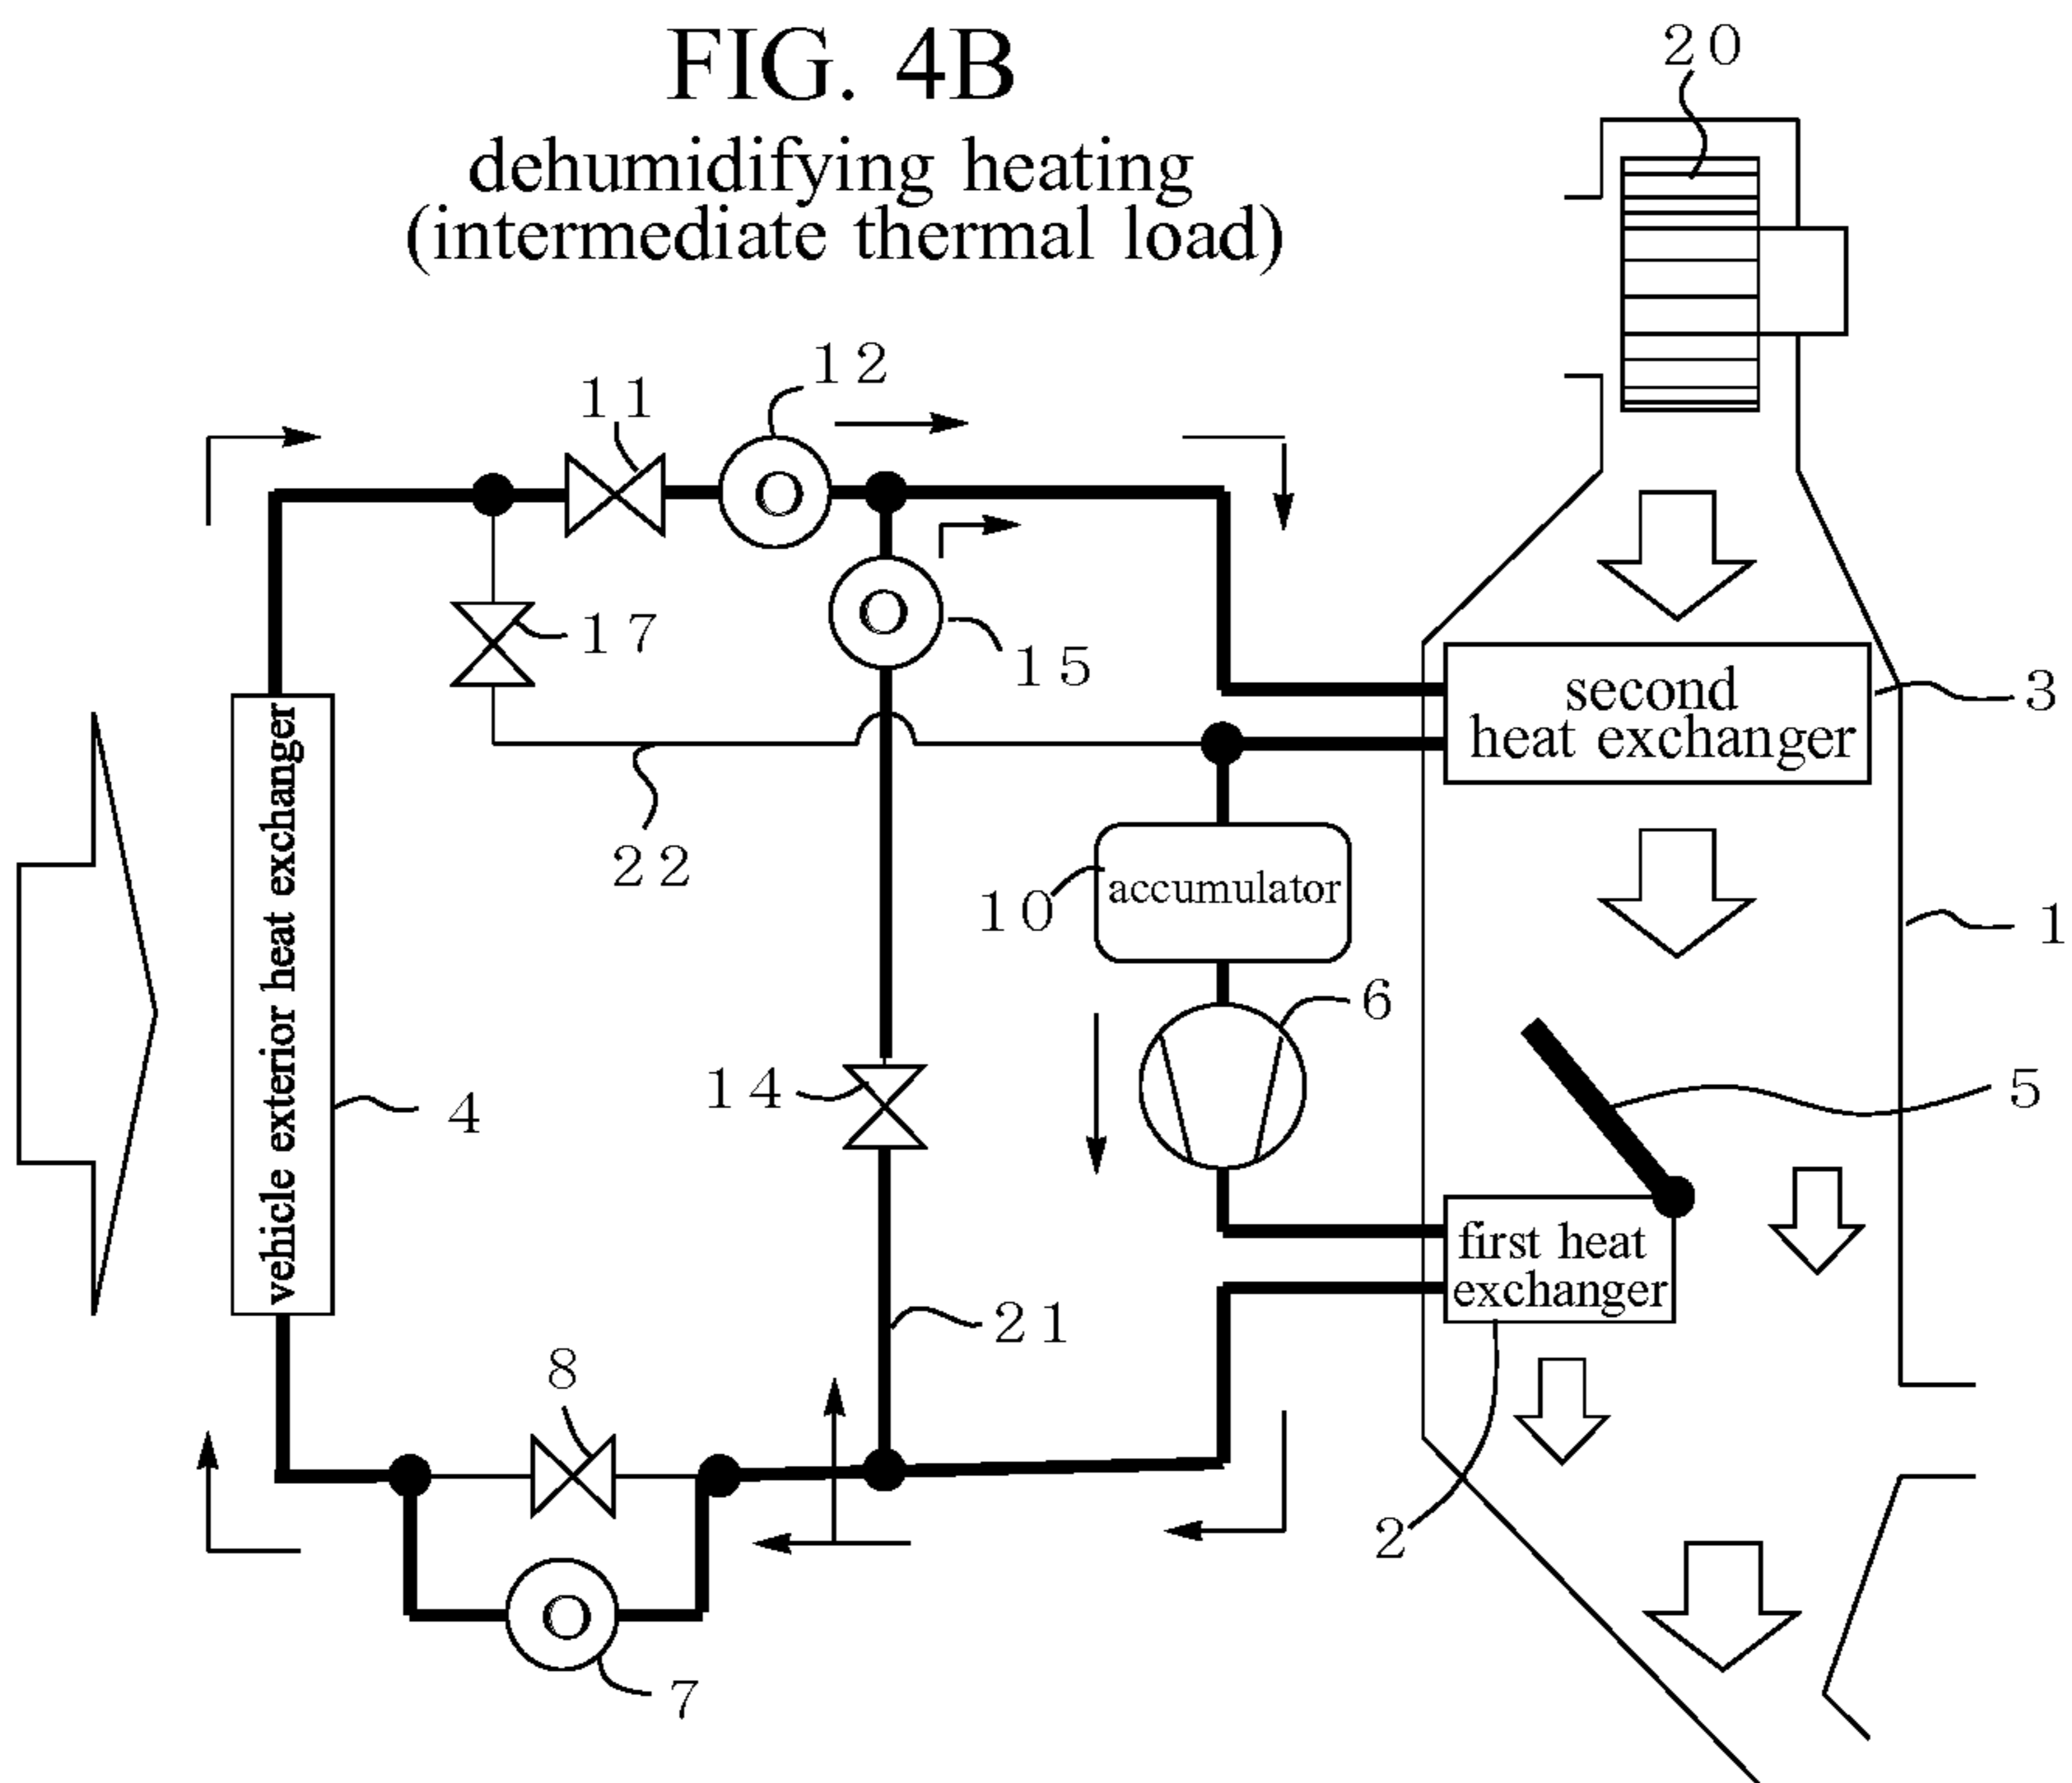 FIG. 4B
dehumidifying heating
(intermediate thermal load)
20
12
11
17
15
second
heat exchanger
3
22
vehicle exterior heat exchanger
accumulator
10
1
6
14
5
4
first heat
exchanger
21
8
2
7